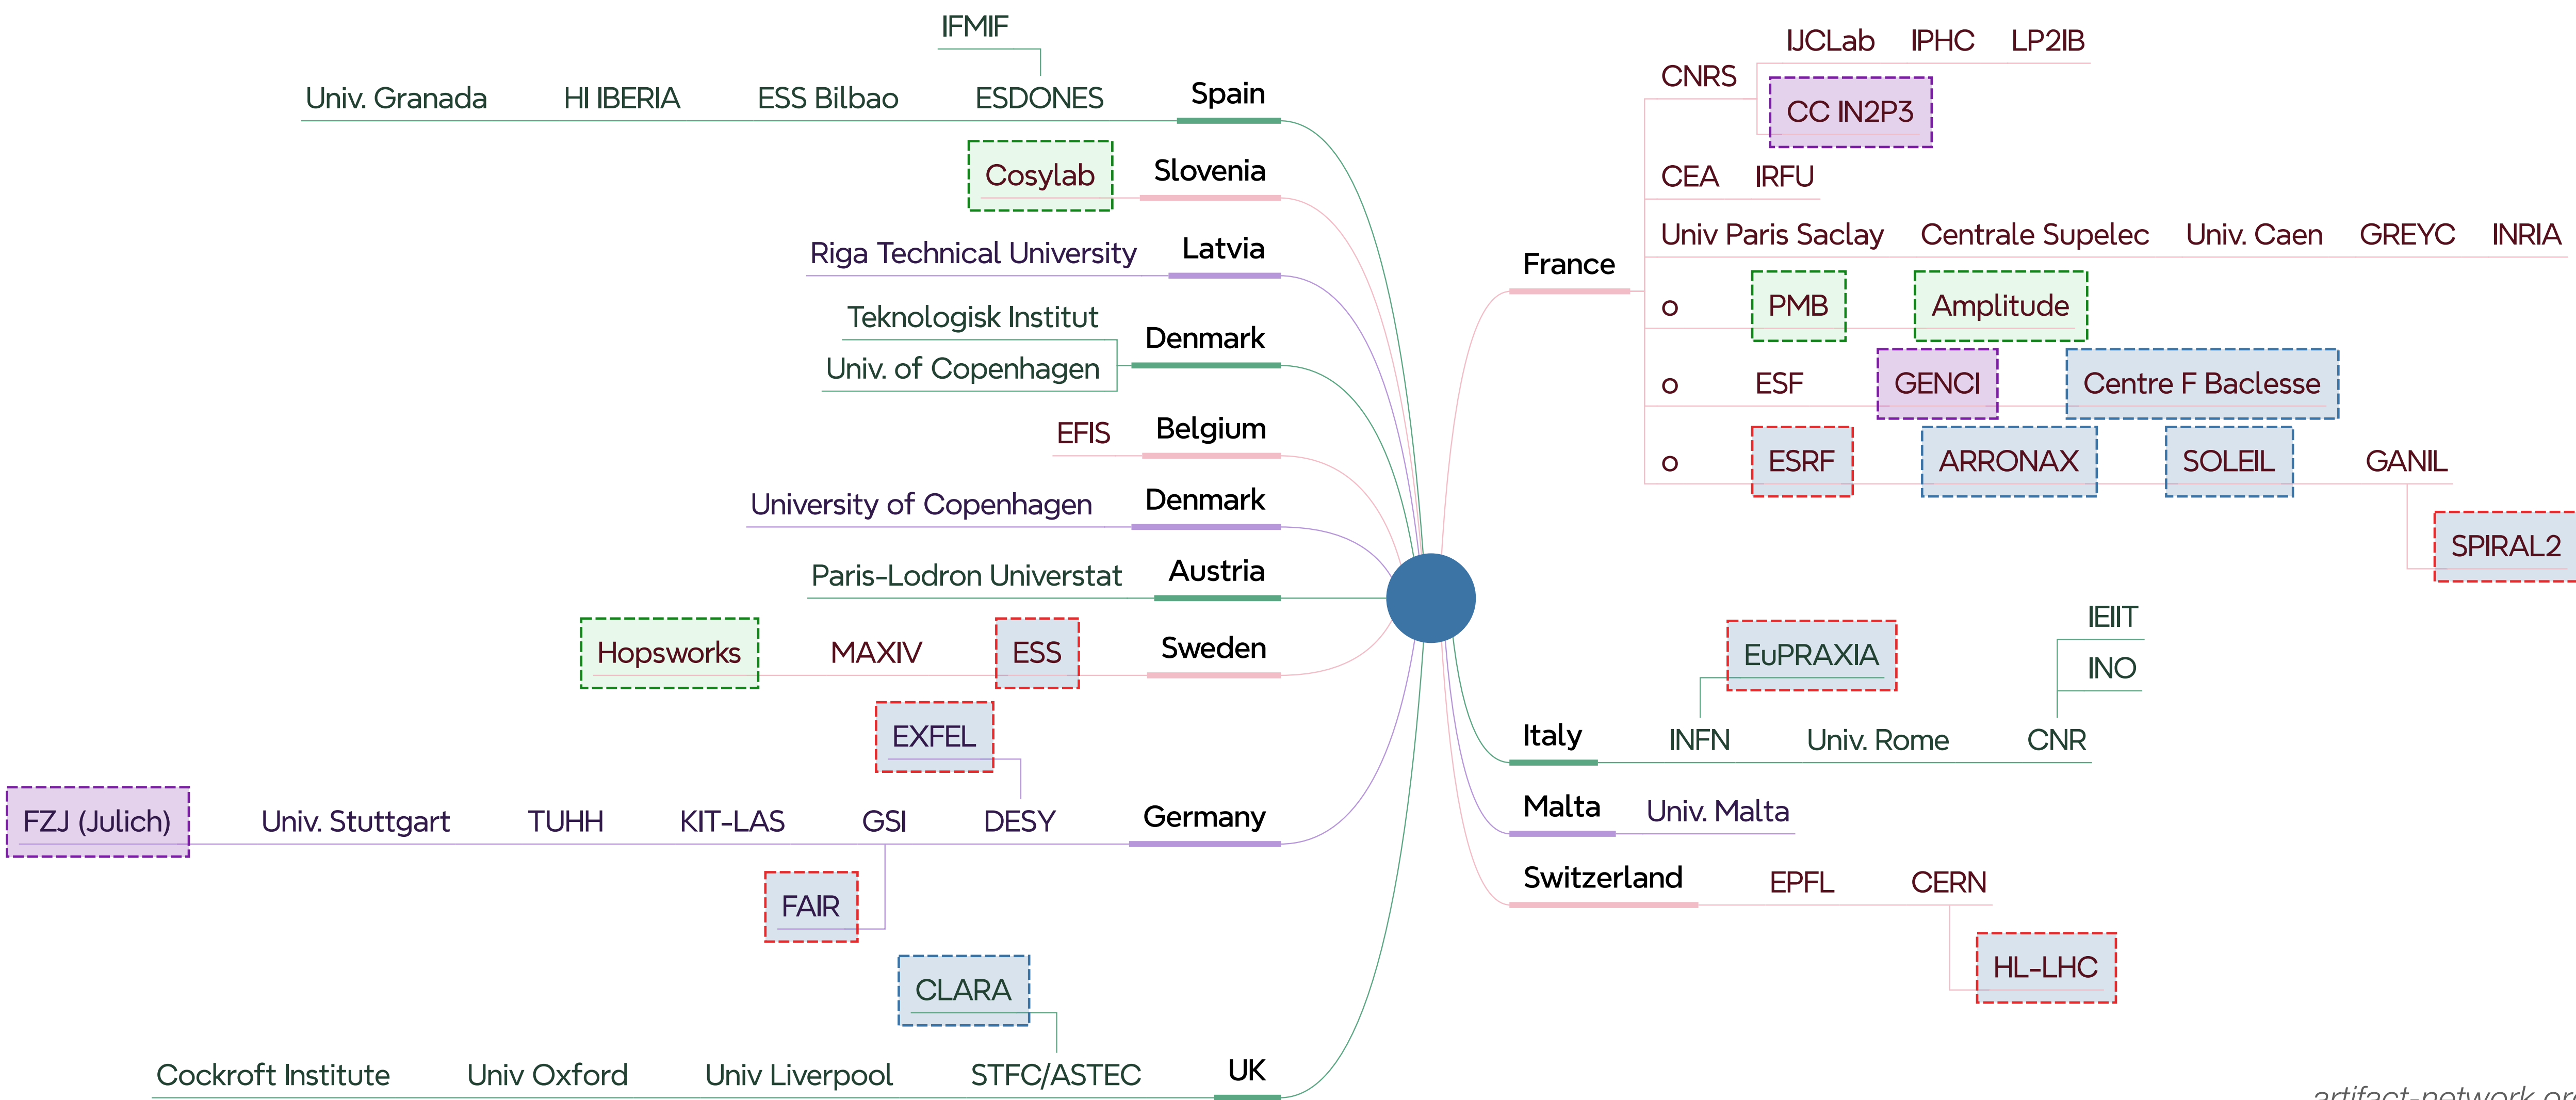 IFMIF
Univ. Granada HI IBERIA ESS Bilbao ESDONES Spain
Cosylab Slovenia
Riga Technical University Latvia
Teknologisk Institut
Univ. of Copenhagen
Denmark
EFIS Belgium
University of Copenhagen Denmark
Paris-Lodron Universtat Austria
Hopsworks MAXIV ESS Sweden
EXFEL
FZJ (Julich) Univ. Stuttgart TUHH KIT-LAS GSI DESY Germany
FAIR
CLARA
Cockroft Institute Univ Oxford Univ Liverpool STFC/ASTEC UK
France
CNRS
IJCLab IPHC LP2IB
CC IN2P3
CEA IRFU
Univ Paris Saclay Centrale Supelec Univ. Caen GREYC INRIA
o PMB Amplitude
o ESF GENCI Centre F Baclesse
o ESRF ARRONAX SOLEIL GANIL
SPIRAL2
EuPRAXIA
IEIIT
INO
Italy INFN Univ. Rome CNR
Malta Univ. Malta
Switzerland EPFL CERN
HL-LHC